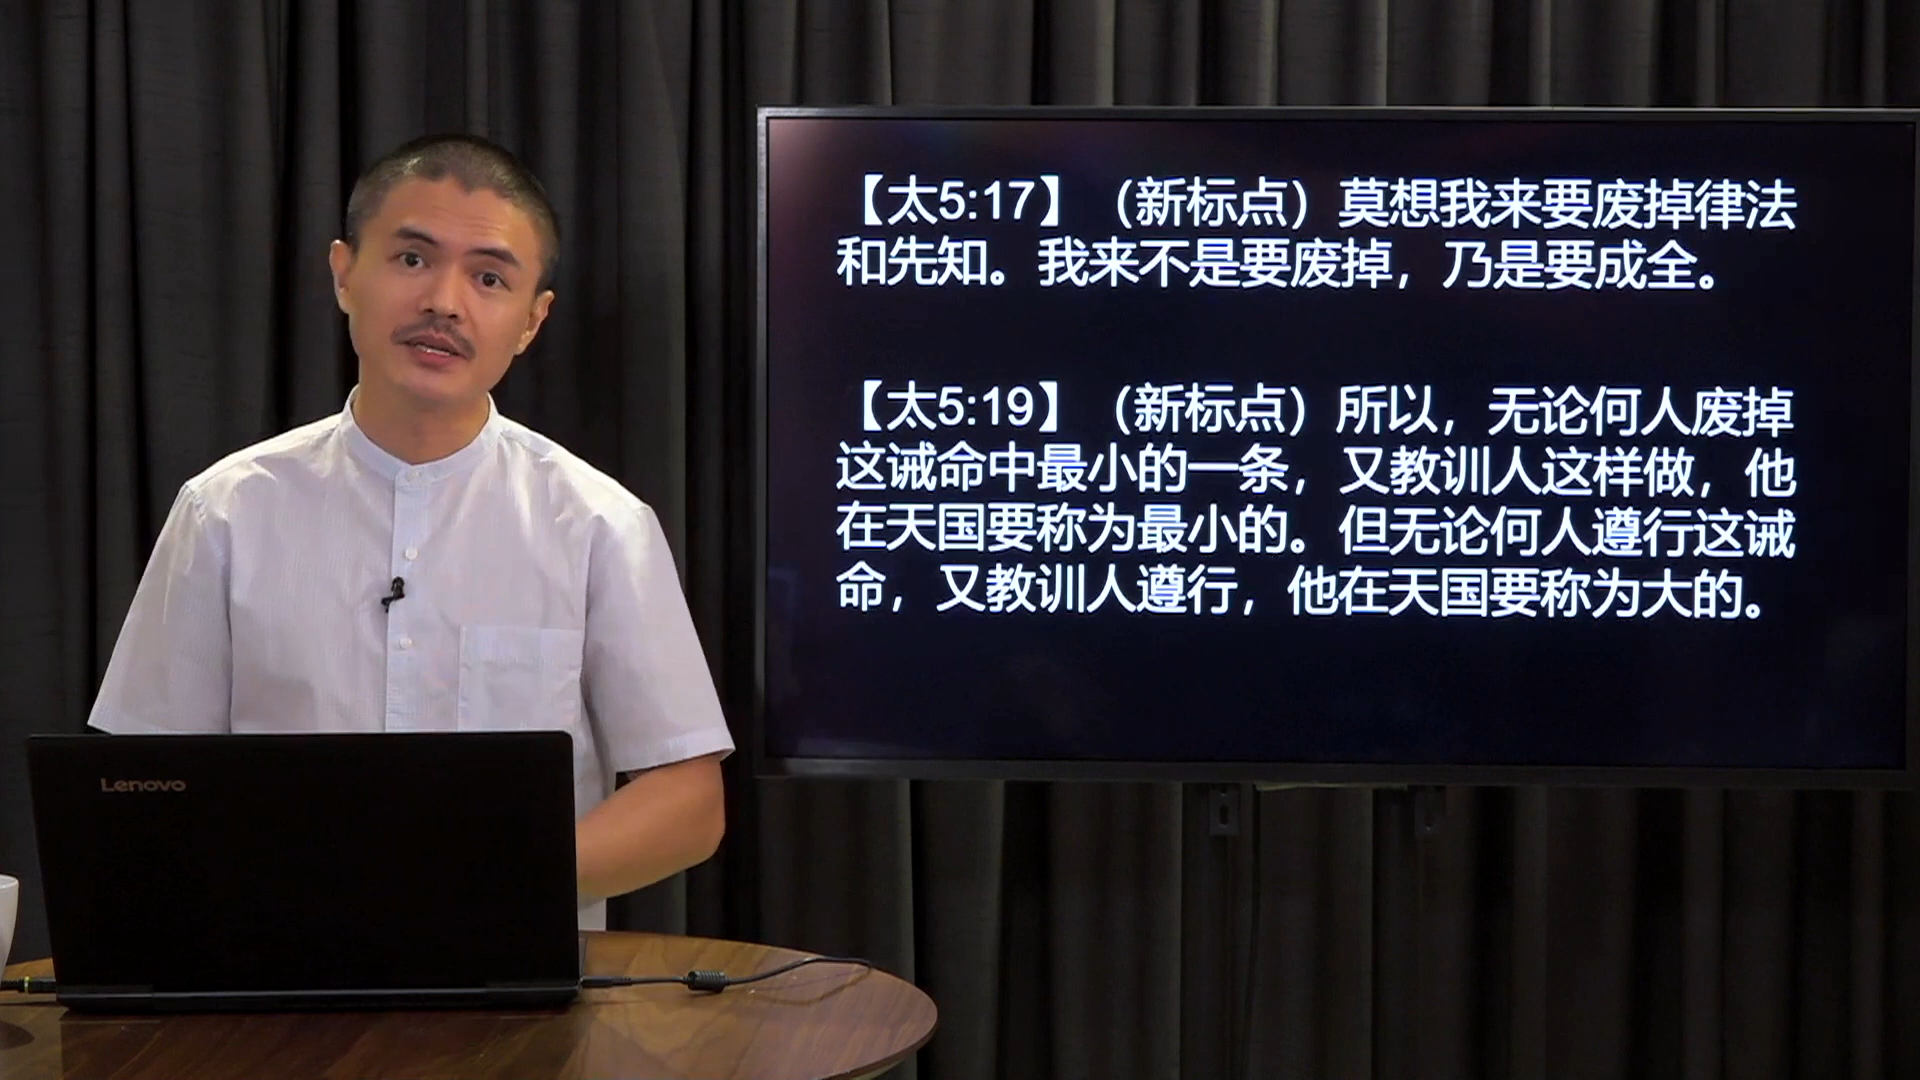 【太5:17】（新标点）莫想我来要废掉律法
和先知。我来不是要废掉，乃是要成全。
【太5:19】（新标点）所以，无论何人废掉
这诫命中最小的一条，又教训人这样做，他
在天国要称为最小的。但无论何人遵行这诫
命，又教训人遵行，他在天国要称为大的。
Lenovo